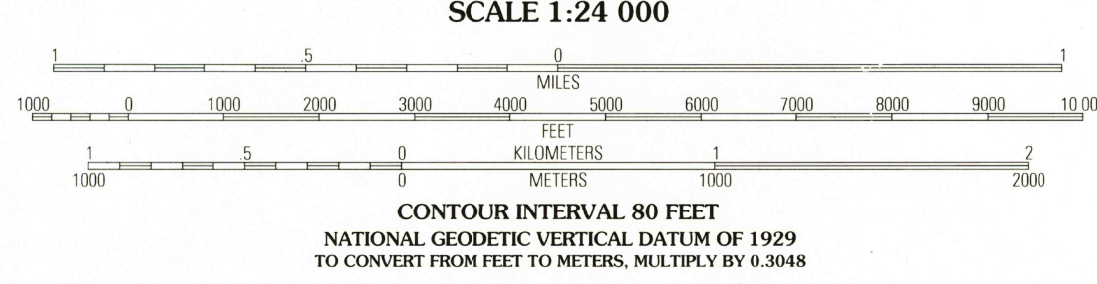 SCALE 1:24 000
1 .5 0 1
MILES
1000 0 1000 2000 3000 4000 5000 6000 7000 8000 9000 10 00
FEET
1 .5 0 KILOMETERS 1 2
1000 0 METERS 1000 2000
CONTOUR INTERVAL 80 FEET
NATIONAL GEODETIC VERTICAL DATUM OF 1929
TO CONVERT FROM FEET TO METERS, MULTIPLY BY 0.3048